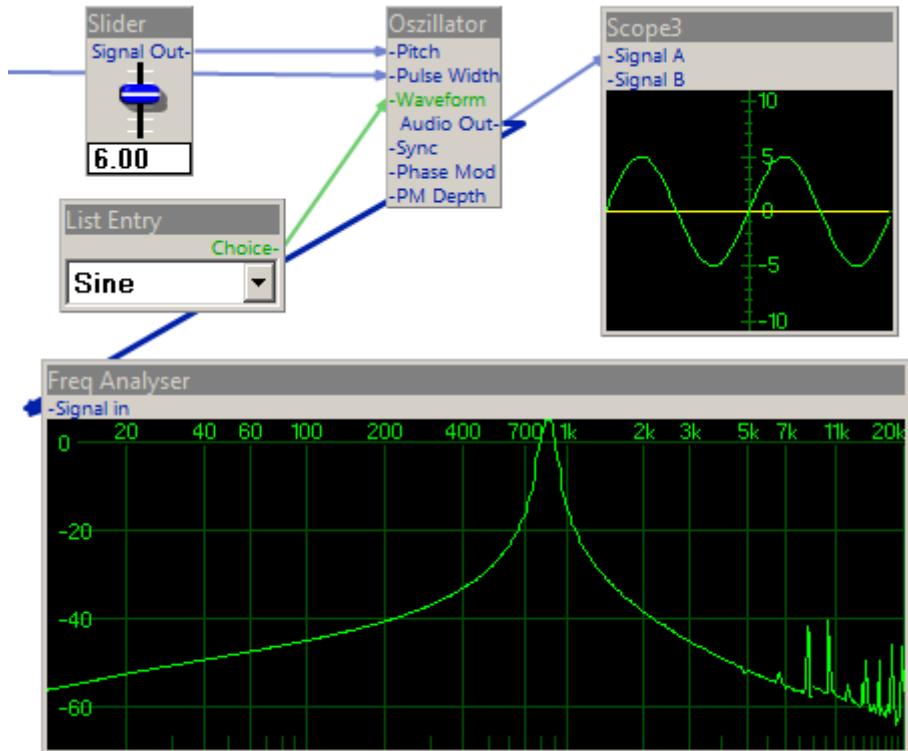 Slider
Signal Out-
6.00
Oszillator
-Pitch
-Pulse Width
-Waveform
Audio Out-
-Sync
-Phase Mod
-PM Depth
Scope3
-Signal A
-Signal B
10
5
0
-5
-10
List Entry
Choice-
Sine
Freq Analyser
-Signal in
0 20 40 60 100 200 400 700 1k 2k 3k 5k 7k 11k 20k
-20
-40
-60